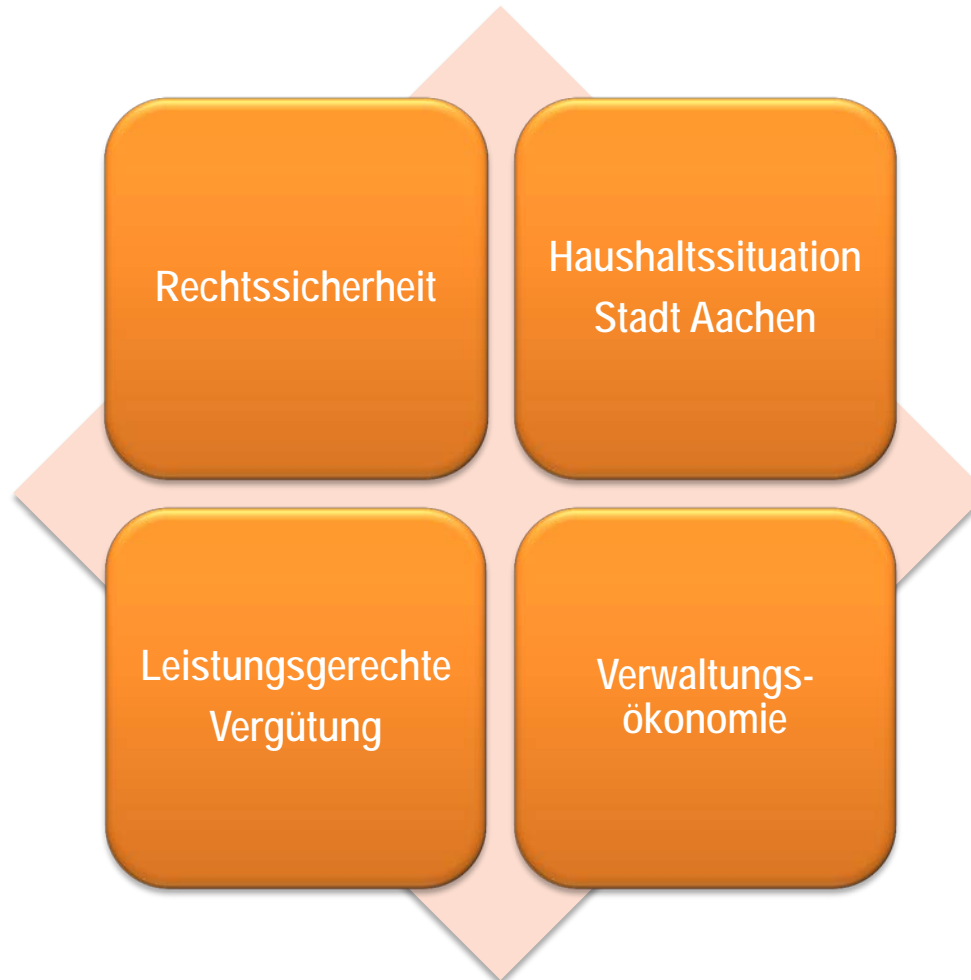 Rechtssicherheit
Haushaltssituation
Stadt Aachen
Leistungsgerechte
Vergütung
Verwaltungs-
ökonomie